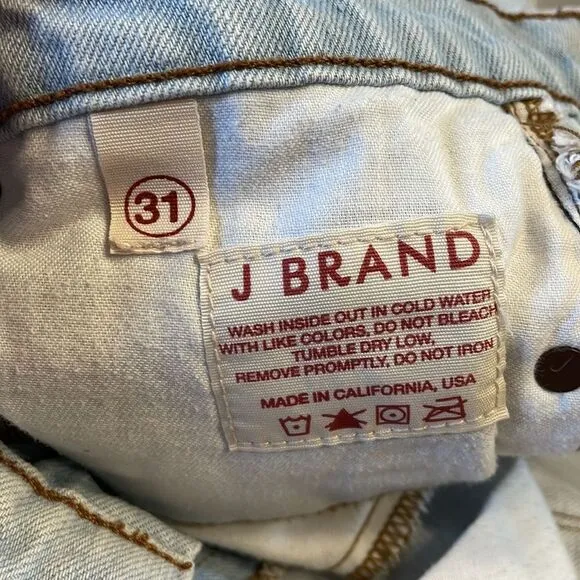 31
J BRAND
WASH INSIDE OUT IN COLD WATER
WITH LIKE COLORS, DO NOT BLEACH
TUMBLE DRY LOW,
REMOVE PROMPTLY, DO NOT IRON
MADE IN CALIFORNIA, USA